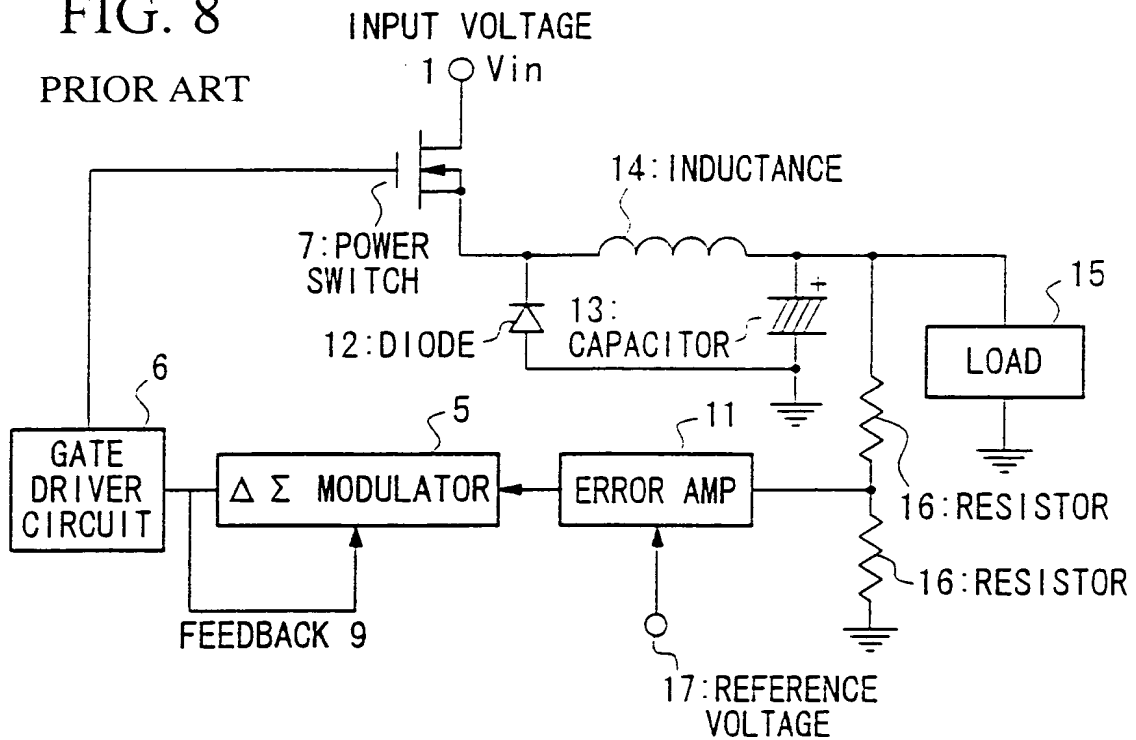 FIG. 8
PRIOR ART
INPUT VOLTAGE
1 Vin
14:INDUCTANCE
7:POWER
SWITCH
12:DIODE
13:
CAPACITOR
+
15
LOAD
6
GATE
DRIVER
CIRCUIT
5
Δ Σ MODULATOR
11
ERROR AMP
16:RESISTOR
16:RESISTOR
FEEDBACK 9
17:REFERENCE
VOLTAGE